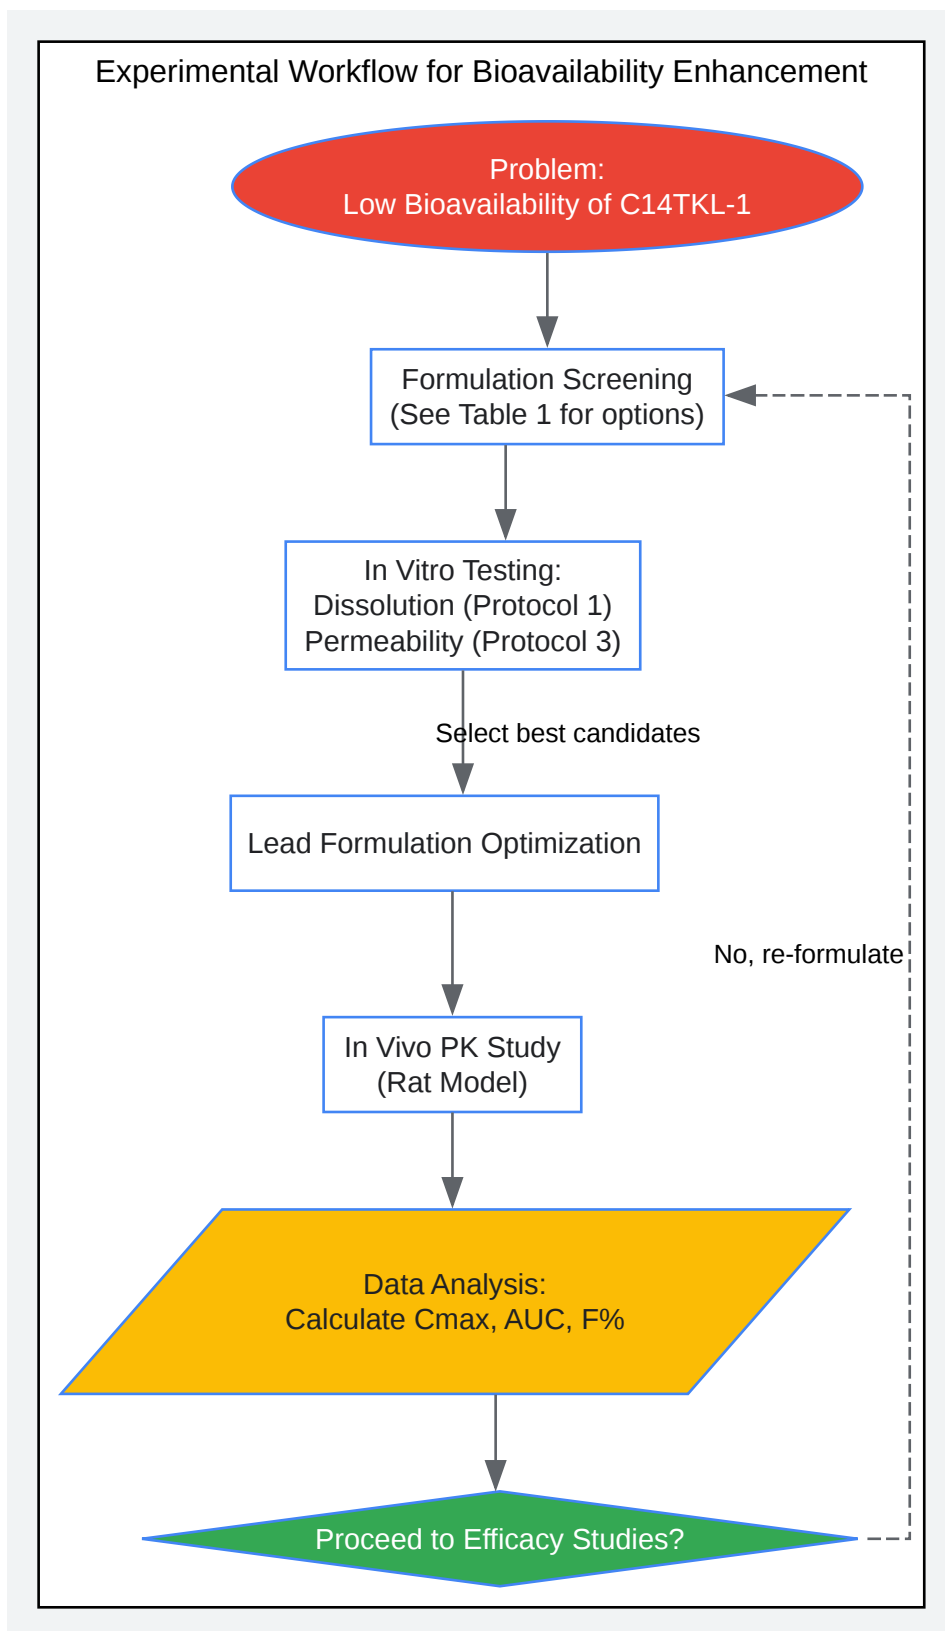 Experimental Workflow for Bioavailability Enhancement
Problem:
Low Bioavailability of C14TKL-1
Formulation Screening
(See Table 1 for options)
In Vitro Testing:
Dissolution (Protocol 1)
Permeability (Protocol 3)
Select best candidates
Lead Formulation Optimization
No, re-formulate
In Vivo PK Study
(Rat Model)
Data Analysis:
Calculate Cmax, AUC, F%
Proceed to Efficacy Studies?